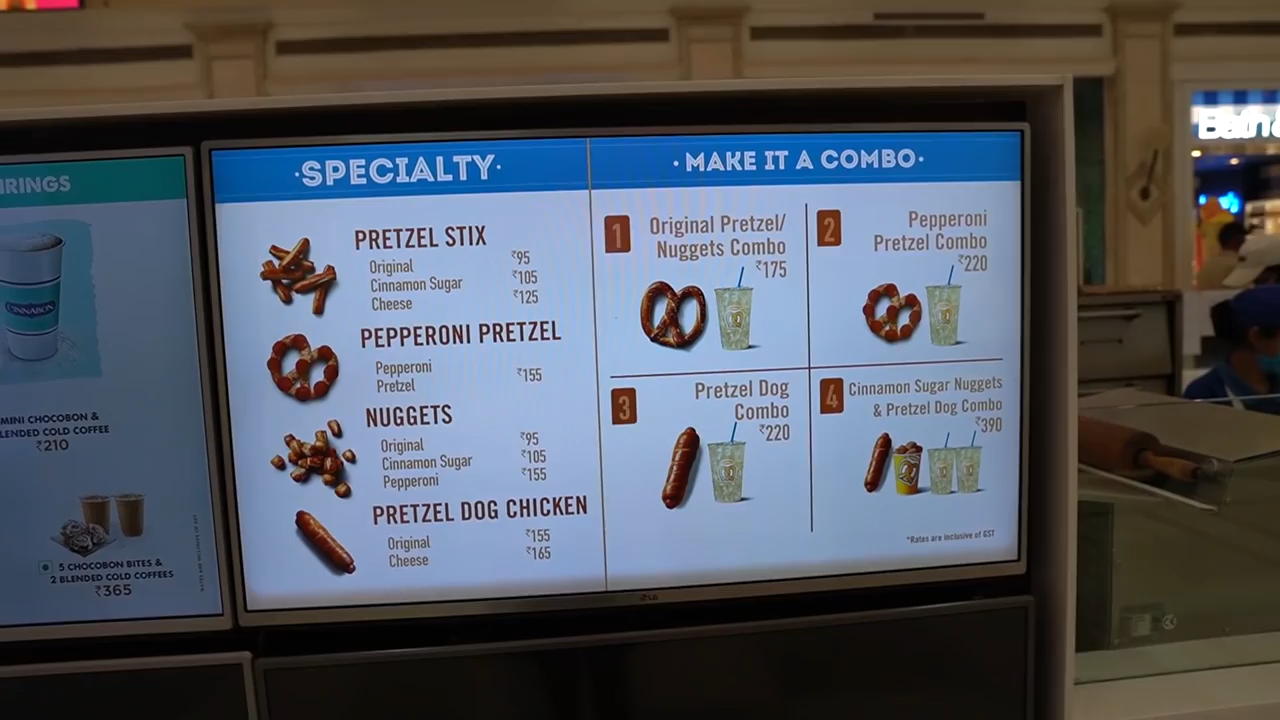 IRINGS
CINNABON
MINI CHOCOBON &
LENDED COLD COFFEE
₹210
5 CHOCOBON BITES &
2 BLENDED COLD COFFEES
₹365
·SPECIALTY·
PRETZEL STIX
Original ₹95
Cinnamon Sugar ₹105
Cheese ₹125
PEPPERONI PRETZEL
Pepperoni
Pretzel ₹155
NUGGETS
Original ₹95
Cinnamon Sugar ₹105
Pepperoni ₹155
PRETZEL DOG CHICKEN
Original ₹155
Cheese ₹165
·MAKE IT A COMBO·
1 Original Pretzel/
Nuggets Combo
₹175
2 Pepperoni
Pretzel Combo
₹220
3 Pretzel Dog
Combo
₹220
4 Cinnamon Sugar Nuggets
& Pretzel Dog Combo
₹390
*Rates are inclusive of GST
LG
Bath &